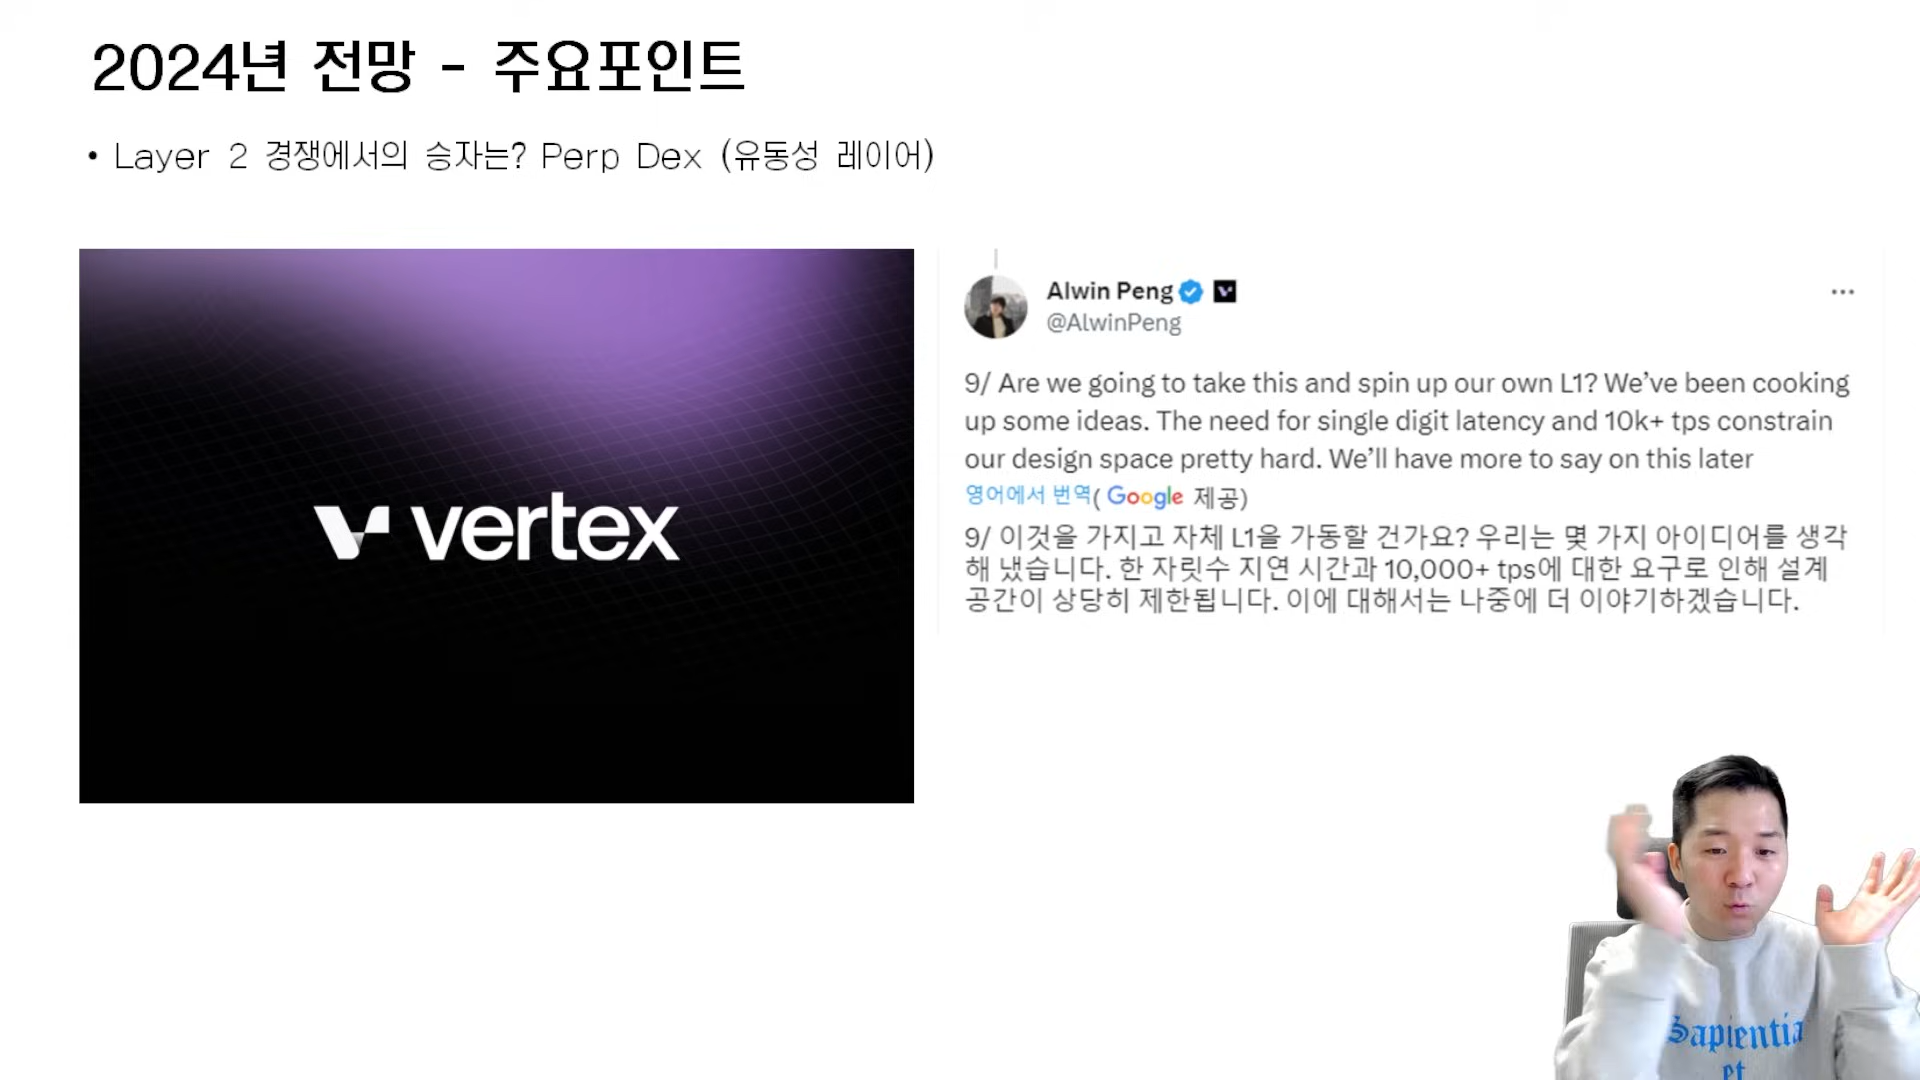 2024년 전망 - 주요포인트
• Layer 2 경쟁에서의 승자는? Perp Dex (유동성 레이어)
vertex
Alwin Peng
@AlwinPeng
9/ Are we going to take this and spin up our own L1? We’ve been cooking
up some ideas. The need for single digit latency and 10k+ tps constrain
our design space pretty hard. We’ll have more to say on this later
영어에서 번역( Google 제공)
9/ 이것을 가지고 자체 L1을 가동할 건가요? 우리는 몇 가지 아이디어를 생각
해 냈습니다. 한 자릿수 지연 시간과 10,000+ tps에 대한 요구로 인해 설계
공간이 상당히 제한됩니다. 이에 대해서는 나중에 더 이야기하겠습니다.
Sapientia
et